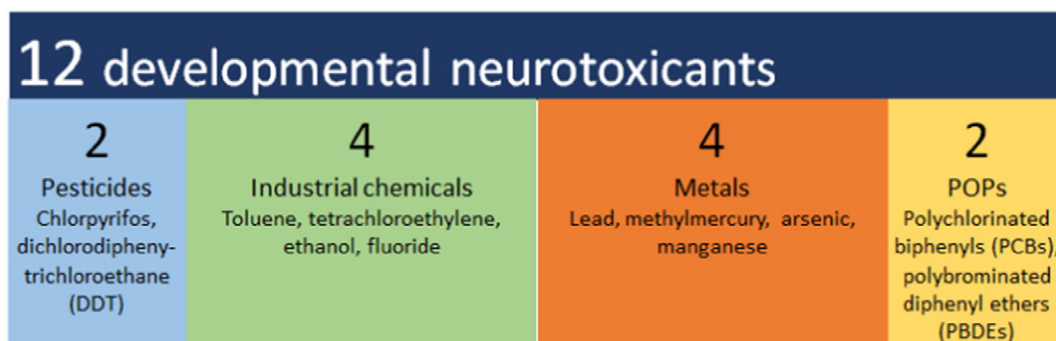 12 developmental neurotoxicants
2
Pesticides
Chlorpyrifos,
dichlorodipheny-
trichloroethane
(DDT)
4
Industrial chemicals
Toluene, tetrachloroethylene,
ethanol, fluoride
4
Metals
Lead, methylmercury, arsenic,
manganese
2
POPs
Polychlorinated
biphenyls (PCBs),
polybrominated
diphenyl ethers
(PBDEs)